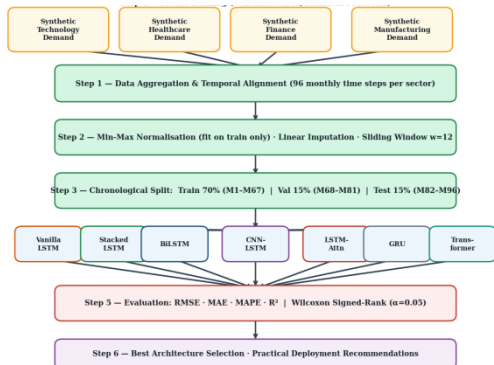 Synthetic
Technology
Demand
Synthetic
Healthcare
Demand
Synthetic
Finance
Demand
Synthetic
Manufacturing
Demand
Step 1 — Data Aggregation & Temporal Alignment (96 monthly time steps per sector)
Step 2 — Min-Max Normalisation (fit on train only) · Linear Imputation · Sliding Window w=12
Step 3 — Chronological Split: Train 70% (M1–M67) | Val 15% (M68–M81) | Test 15% (M82–M96)
Vanilla
LSTM
Stacked
LSTM
BiLSTM
CNN-
LSTM
LSTM-
Attn
GRU
Trans-
former
Step 5 — Evaluation: RMSE · MAE · MAPE · R² | Wilcoxon Signed-Rank (α=0.05)
Step 6 — Best Architecture Selection · Practical Deployment Recommendations